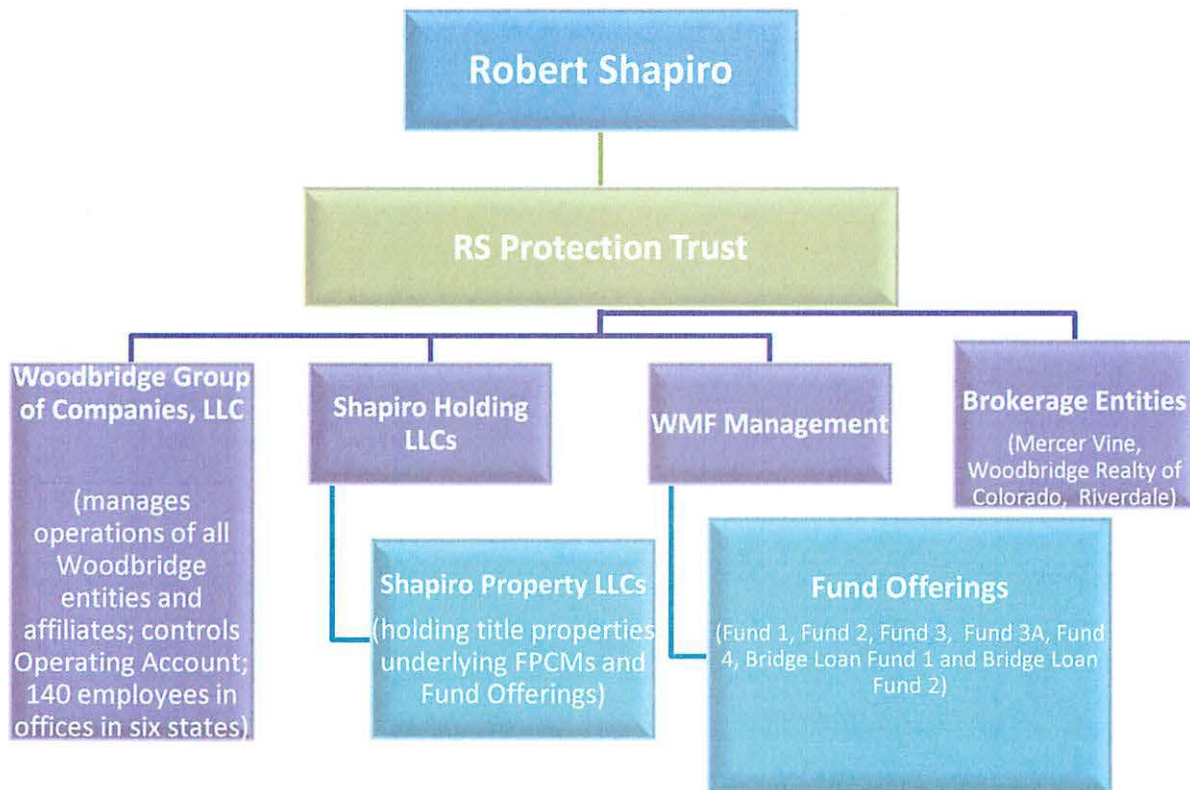 Robert Shapiro
RS Protection Trust
Woodbridge Group
of Companies, LLC
(manages
operations of all
Woodbridge
entities and
affiliates; controls
Operating Account;
140 employees in
offices in six states)
Shapiro Holding
LLCs
WMF Management
Brokerage Entities
(Mercer Vine,
Woodbridge Realty of
Colorado, Riverdale)
Shapiro Property LLCs
(holding title properties
underlying FPCMs and
Fund Offerings)
Fund Offerings
(Fund 1, Fund 2, Fund 3, Fund 3A, Fund
4, Bridge Loan Fund 1 and Bridge Loan
Fund 2)